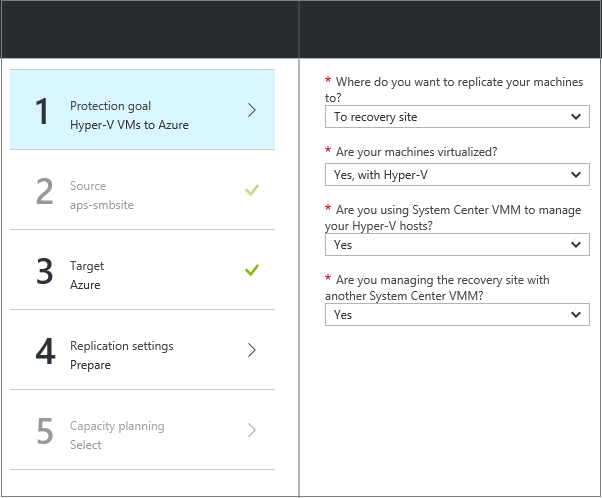 1
Protection goal
Hyper-V VMs to Azure
2
Source
aps-smbsite
3
Target
Azure
4
Replication settings
Prepare
5
Capacity planning
Select
* Where do you want to replicate your machines
to?
To recovery site
* Are your machines virtualized?
Yes, with Hyper-V
* Are you using System Center VMM to manage
your Hyper-V hosts?
Yes
* Are you managing the recovery site with
another System Center VMM?
Yes